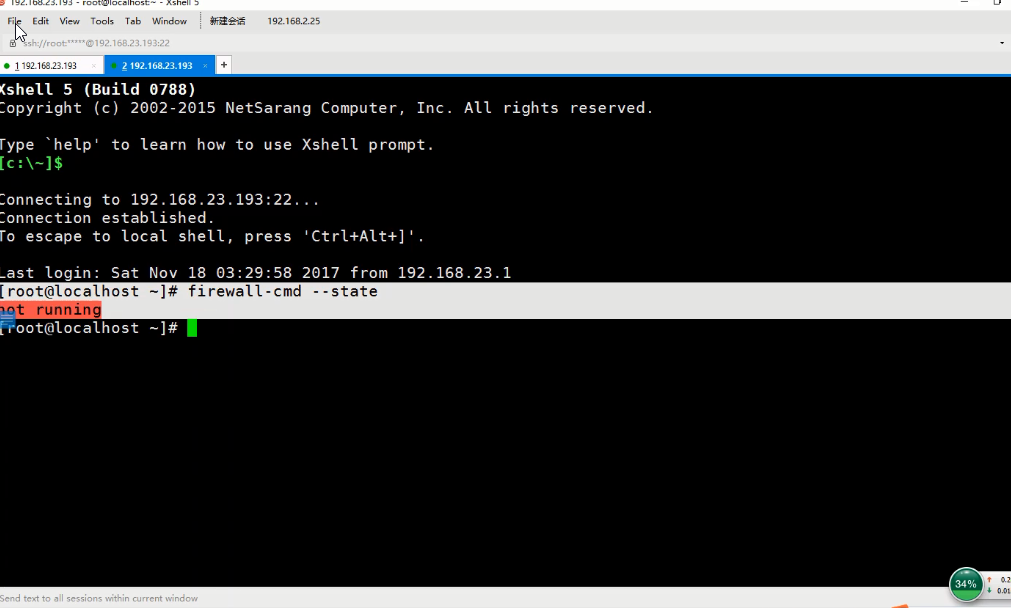 192.168.23.193 - root@localhost:~ - Xshell 5
File Edit View Tools Tab Window 新建会话 192.168.2.25
ssh://root:*****@192.168.23.193:22
1 192.168.23.193 × 2 192.168.23.193 × +
Xshell 5 (Build 0788)
Copyright (c) 2002-2015 NetSarang Computer, Inc. All rights reserved.
Type `help' to learn how to use Xshell prompt.
[c:\~]$
Connecting to 192.168.23.193:22...
Connection established.
To escape to local shell, press 'Ctrl+Alt+]'.
Last login: Sat Nov 18 03:29:58 2017 from 192.168.23.1
[root@localhost ~]# firewall-cmd --state
not running
[root@localhost ~]#
Send text to all sessions within current window
34%